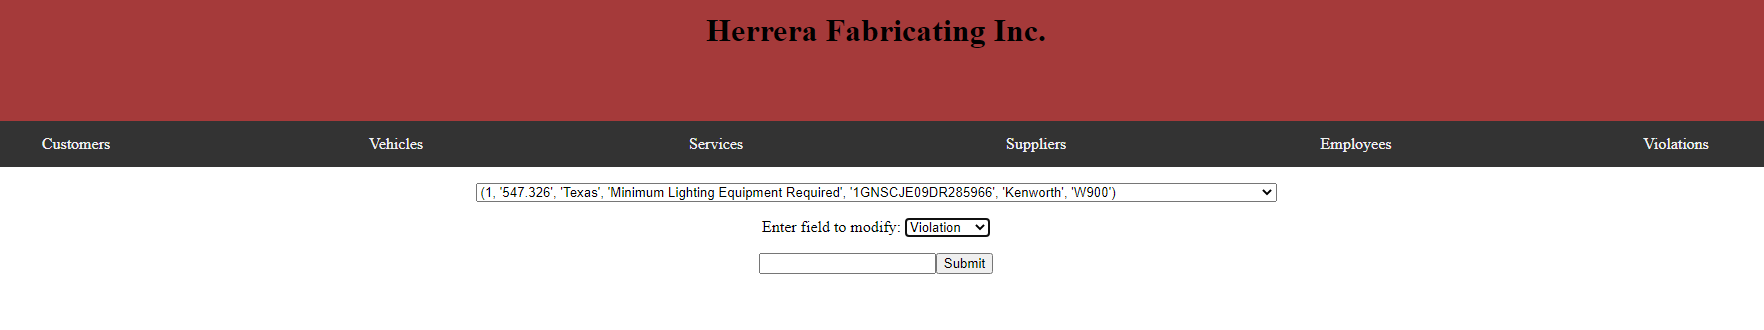 Herrera Fabricating Inc.
Customers Vehicles Services Suppliers Employees Violations
(1, '547.326', 'Texas', 'Minimum Lighting Equipment Required', '1GNSCJE09DR285966', 'Kenworth', 'W900')
Enter field to modify: Violation
Submit